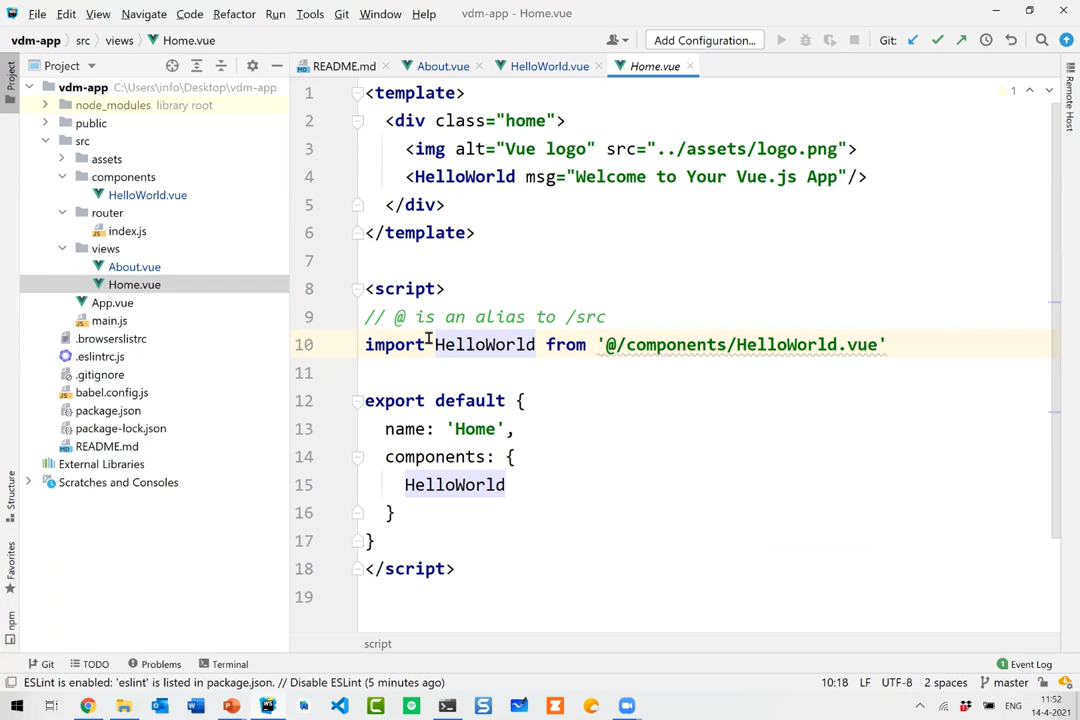 File Edit View Navigate Code Refactor Run Tools Git Window Help vdm-app - Home.vue
vdm-app src views Home.vue Add Configuration... Git:
Project README.md About.vue HelloWorld.vue Home.vue
Project
vdm-app C:\Users\info\Desktop\vdm-app
node_modules library root
public
src
assets
components
HelloWorld.vue
router
index.js
views
About.vue
Home.vue
App.vue
main.js
.browserslistrc
.eslintrc.js
.gitignore
babel.config.js
package.json
package-lock.json
README.md
External Libraries
Scratches and Consoles
Structure
Favorites
npm
1 <template>
2 <div class="home">
3 <img alt="Vue logo" src="../assets/logo.png">
4 <HelloWorld msg="Welcome to Your Vue.js App"/>
5 </div>
6 </template>
7
8 <script>
9 // @ is an alias to /src
10 import HelloWorld from '@/components/HelloWorld.vue'
11
12 export default {
13 name: 'Home',
14 components: {
15 HelloWorld
16 }
17 }
18 </script>
19
1
Remote Host
script
Git TODO Problems Terminal 1 Event Log
ESLint is enabled: 'eslint' is listed in package.json. // Disable ESLint (5 minutes ago) 10:18 LF UTF-8 2 spaces master
ENG 11:52
14-4-2021